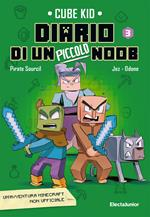 CUBE KID
DIARIO
DI UN PICCOLO NOOB
3
Pirate Sourcil
Jez - Odone
UN'AVVENTURA MINECRAFT
NON UFFICIALE
ElectaJunior